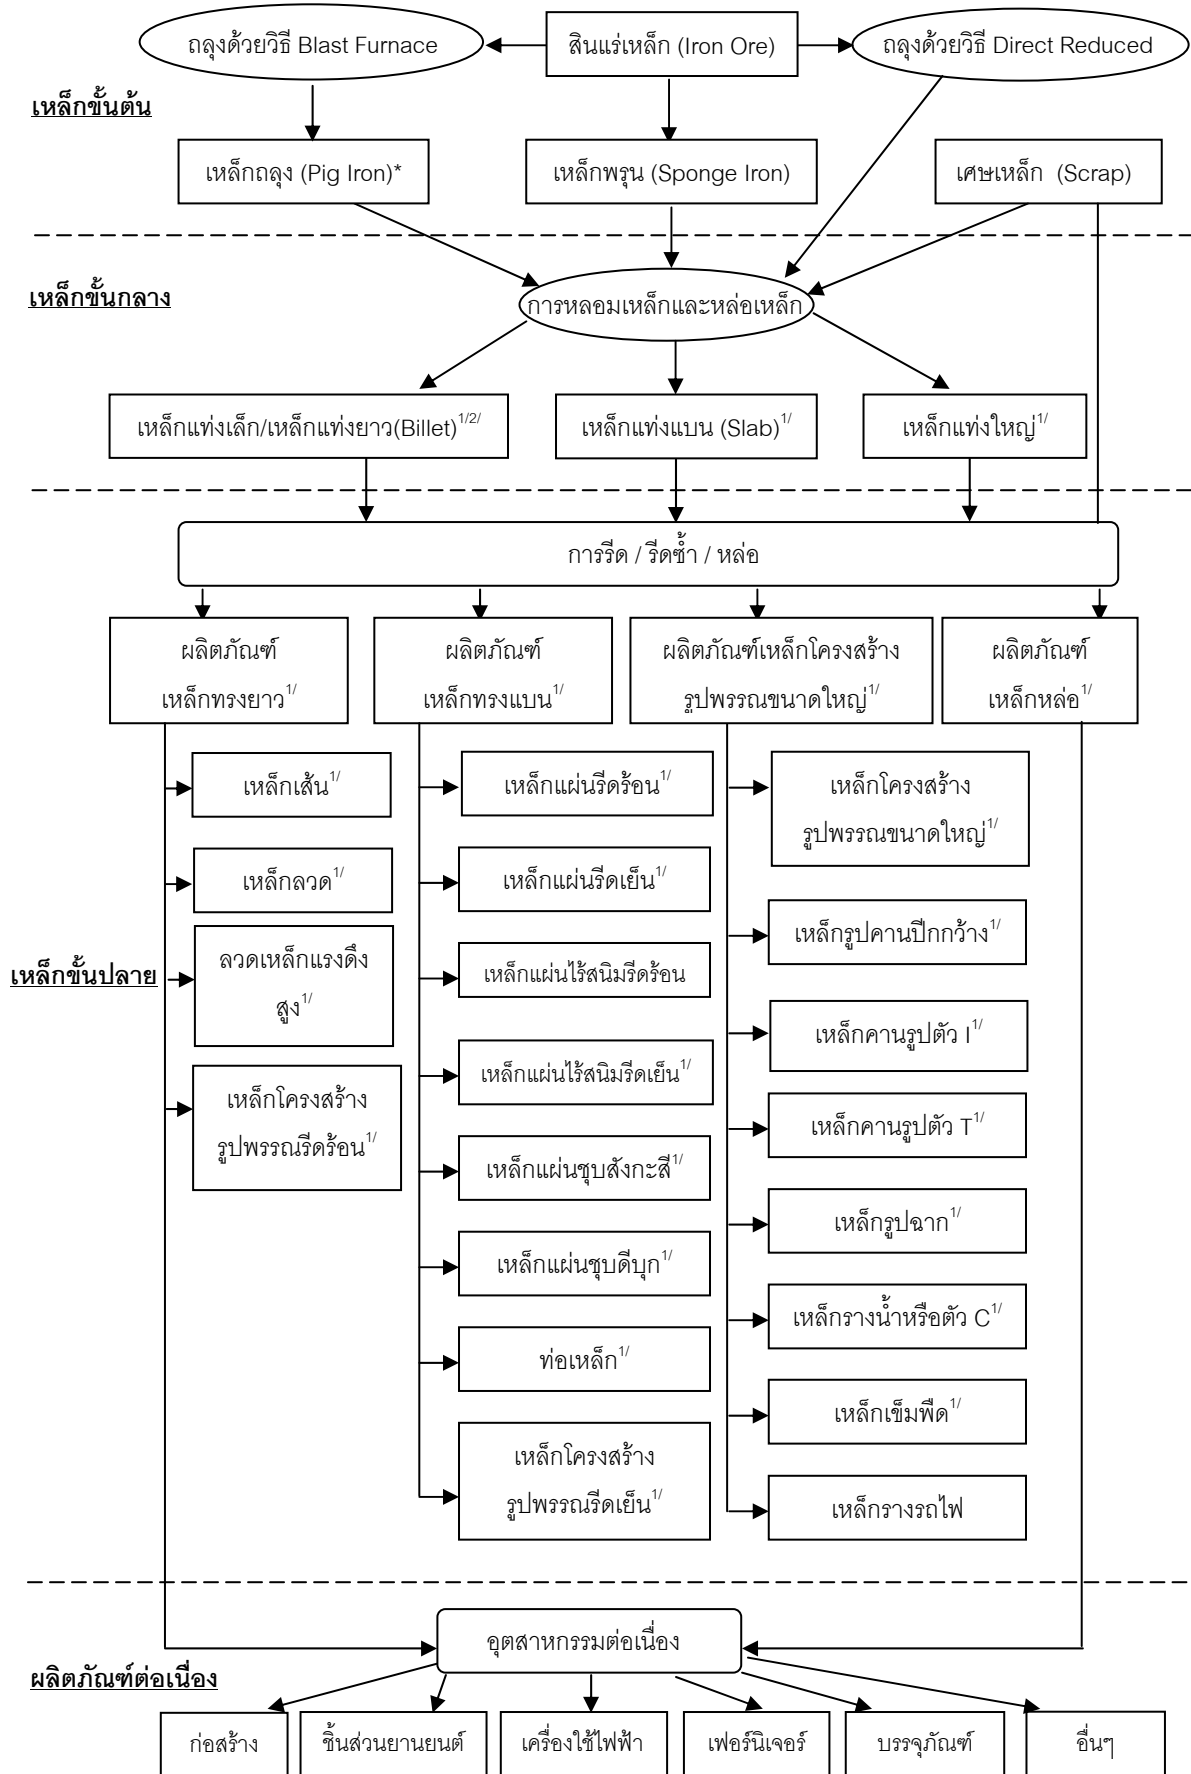 ถลุงด้วยวิธี Blast Furnace
สินแร่เหล็ก (Iron Ore)
ถลุงด้วยวิธี Direct Reduced
เหล็กขั้นต้น
เหล็กถลุง (Pig Iron)*
เหล็กพรุน (Sponge Iron)
เศษเหล็ก (Scrap)
เหล็กขั้นกลาง
การหลอมเหล็กและหล่อเหล็ก
เหล็กแท่งเล็ก/เหล็กแท่งยาว(Billet)1/2/
เหล็กแท่งแบน (Slab)1/
เหล็กแท่งใหญ่1/
การรีด / รีดซ้ำ / หล่อ
ผลิตภัณฑ์
เหล็กทรงยาว1/
ผลิตภัณฑ์
เหล็กทรงแบน1/
ผลิตภัณฑ์เหล็กโครงสร้าง
รูปพรรณขนาดใหญ่1/
ผลิตภัณฑ์
เหล็กหล่อ1/
เหล็กขั้นปลาย
เหล็กเส้น1/
เหล็กลวด1/
ลวดเหล็กแรงดึง
สูง1/
เหล็กโครงสร้าง
รูปพรรณรีดร้อน1/
เหล็กแผ่นรีดร้อน1/
เหล็กแผ่นรีดเย็น1/
เหล็กแผ่นไร้สนิมรีดร้อน
เหล็กแผ่นไร้สนิมรีดเย็น1/
เหล็กแผ่นชุบสังกะสี1/
เหล็กแผ่นชุบดีบุก1/
ท่อเหล็ก1/
เหล็กโครงสร้าง
รูปพรรณรีดเย็น1/
เหล็กโครงสร้าง
รูปพรรณขนาดใหญ่1/
เหล็กรูปคานปีกกว้าง1/
เหล็กคานรูปตัว I1/
เหล็กคานรูปตัว T1/
เหล็กรูปฉาก1/
เหล็กรางน้ำหรือตัว C1/
เหล็กเข็มพืด1/
เหล็กรางรถไฟ
อุตสาหกรรมต่อเนื่อง
ผลิตภัณฑ์ต่อเนื่อง
ก่อสร้าง
ชิ้นส่วนยานยนต์
เครื่องใช้ไฟฟ้า
เฟอร์นิเจอร์
บรรจุภัณฑ์
อื่นๆ